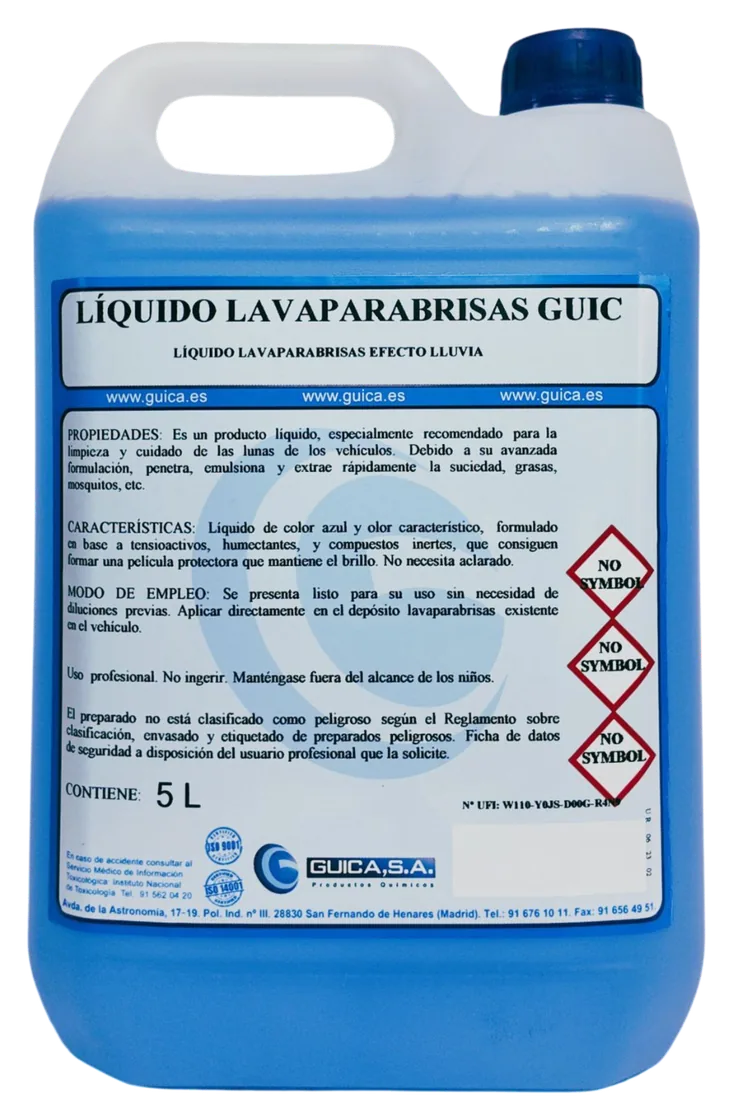 LÍQUIDO LAVAPARABRISAS GUIC
LÍQUIDO LAVAPARABRISAS EFECTO LLUVIA
www.guica.es www.guica.es www.guica.es
PROPIEDADES: Es un producto líquido, especialmente recomendado para la
limpieza y cuidado de las lunas de los vehículos. Debido a su avanzada
formulación, penetra, emulsiona y extrae rápidamente la suciedad, grasas,
mosquitos, etc.
CARACTERÍSTICAS: Líquido de color azul y olor característico, formulado
en base a tensioactivos, humectantes, y compuestos inertes, que consiguen
formar una película protectora que mantiene el brillo. No necesita aclarado.
MODO DE EMPLEO: Se presenta listo para su uso sin necesidad de
diluciones previas. Aplicar directamente en el depósito lavaparabrisas existente
en el vehículo.
Uso profesional. No ingerir. Manténgase fuera del alcance de los niños.
El preparado no está clasificado como peligroso según el Reglamento sobre
clasificación, envasado y etiquetado de preparados peligrosos. Ficha de datos
de seguridad a disposición del usuario profesional que la solicite.
NO
SYMBOL
NO
SYMBOL
NO
SYMBOL
CONTIENE: 5 L
Nº UFI: W110-Y0JS-D00G-R4N9
En caso de accidente consultar al
Servicio Médico de Información
Toxicológica Instituto Nacional
de Toxicología Tel. 91 562 04 20
ISO 9001
ISO 14001
GUICA,S.A.
Productos Químicos
Avda. de la Astronomia, 17-19. Pol. Ind. nº III. 28830 San Fernando de Henares (Madrid). Tel.: 91 676 10 11. Fax: 91 656 49 51